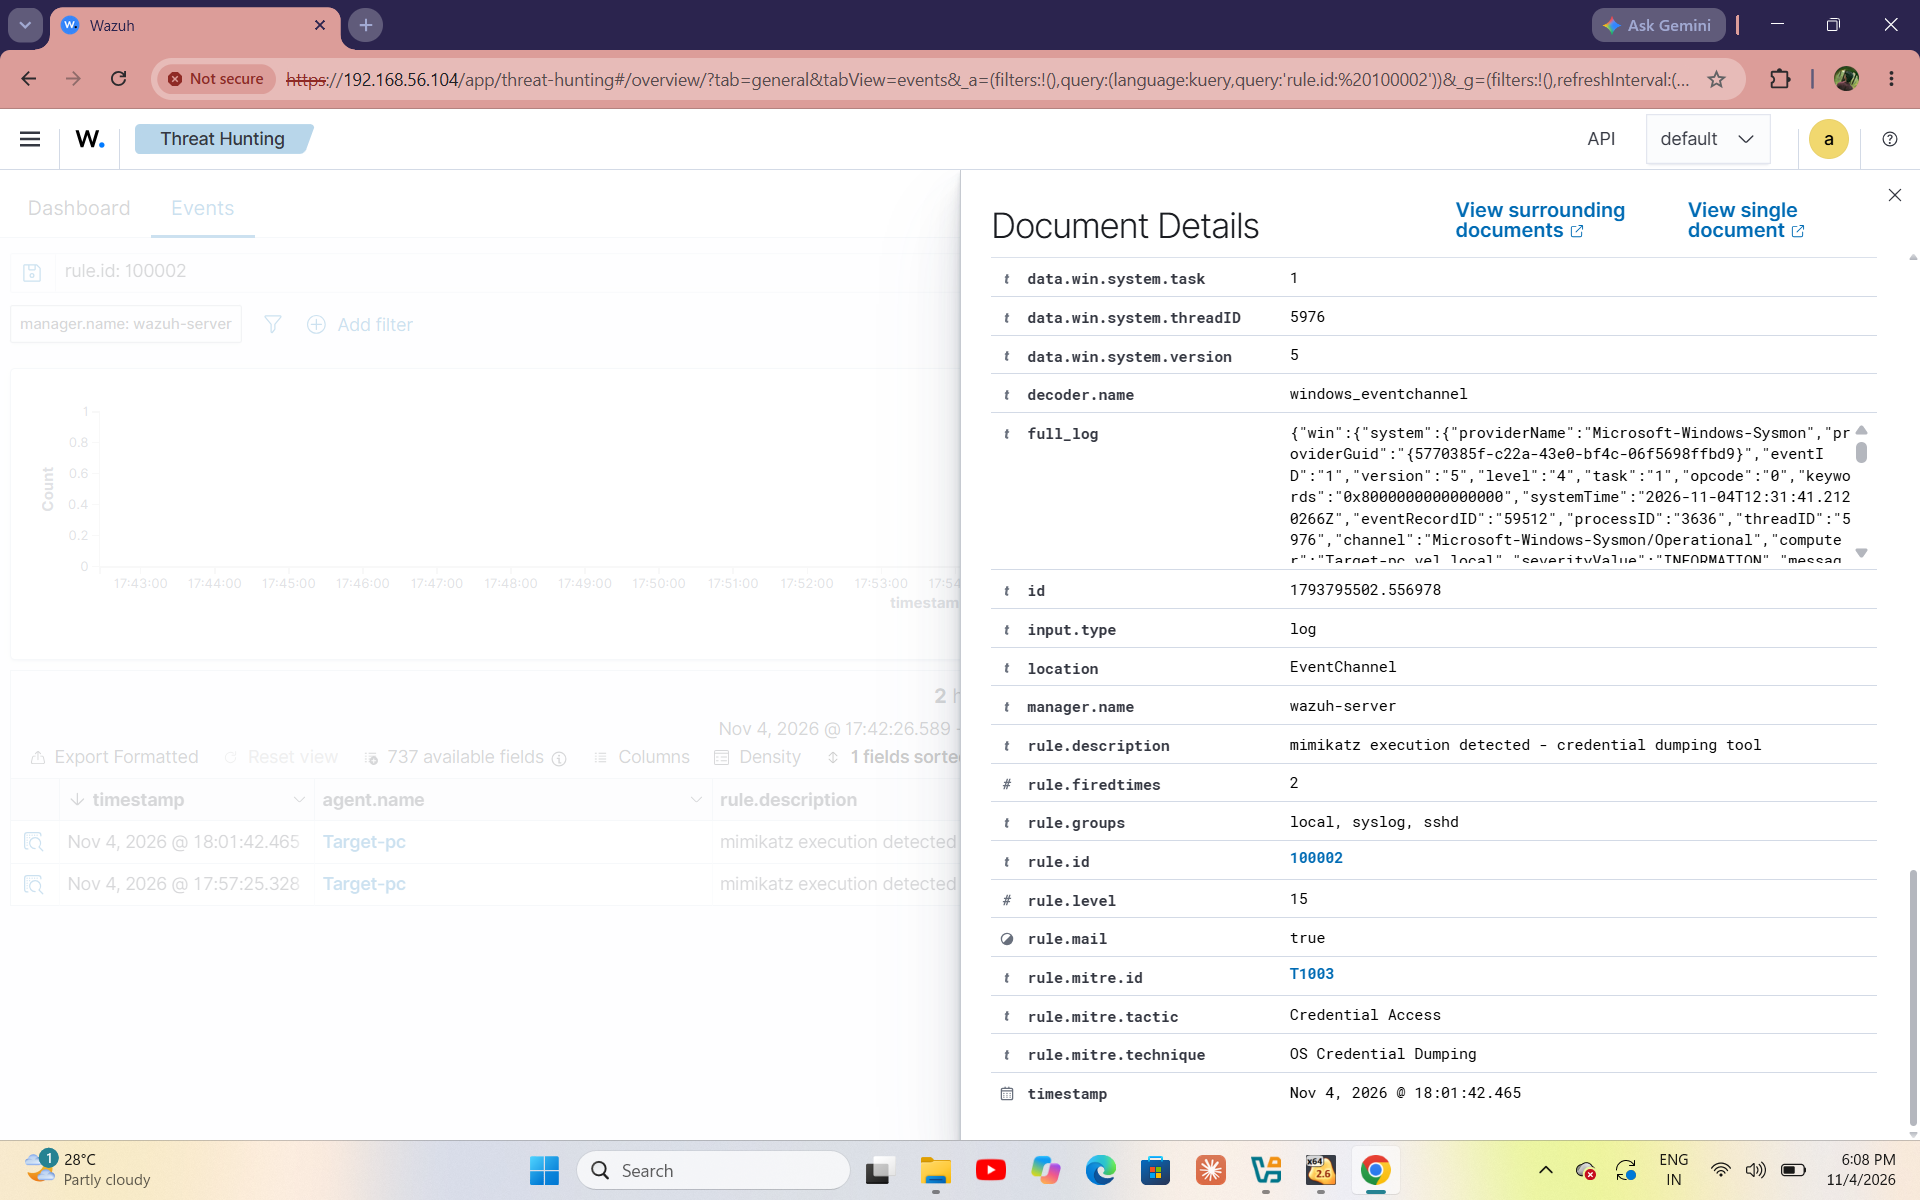 Wazuh
Ask Gemini
Not secure
https://192.168.56.104/app/threat-hunting#/overview/?tab=general&tabView=events&_a=(filters:!(),query:(language:kuery,query:'rule.id:%20100002'))&_g=(filters:!(),refreshInterval:(...
W.
Threat Hunting
API
default
a
Dashboard
Events
rule.id: 100002
manager.name: wazuh-server
Add filter
Count
1
0.8
0.6
0.4
0.2
0
17:43:00 17:44:00 17:45:00 17:46:00 17:47:00 17:48:00 17:49:00 17:50:00 17:51:00 17:52:00 17:53:00 17:54
timestam
2 h
Nov 4, 2026 @ 17:42:26.589 -
Export Formatted
Reset view
737 available fields
Columns
Density
1 fields sorte
timestamp agent.name rule.description
Nov 4, 2026 @ 18:01:42.465 Target-pc mimikatz execution detected
Nov 4, 2026 @ 17:57:25.328 Target-pc mimikatz execution detected
Document Details
View surrounding
documents
View single
document
t data.win.system.task 1
t data.win.system.threadID 5976
t data.win.system.version 5
t decoder.name windows_eventchannel
t full_log {"win":{"system":{"providerName":"Microsoft-Windows-Sysmon","pr
oviderGuid":"{5770385f-c22a-43e0-bf4c-06f5698ffbd9}","eventI
D":"1","version":"5","level":"4","task":"1","opcode":"0","keywo
rds":"0x8000000000000000","systemTime":"2026-11-04T12:31:41.212
0266Z","eventRecordID":"59512","processID":"3636","threadID":"5
976","channel":"Microsoft-Windows-Sysmon/Operational","compute
r":"Target-pc.vel.local","severityValue":"INFORMATION","messag
t id 1793795502.556978
t input.type log
t location EventChannel
t manager.name wazuh-server
t rule.description mimikatz execution detected - credential dumping tool
# rule.firedtimes 2
t rule.groups local, syslog, sshd
t rule.id 100002
# rule.level 15
rule.mail true
t rule.mitre.id T1003
t rule.mitre.tactic Credential Access
t rule.mitre.technique OS Credential Dumping
timestamp Nov 4, 2026 @ 18:01:42.465
1
28°C
Partly cloudy
Search
x64
2.6
ENG
IN
6:08 PM
11/4/2026